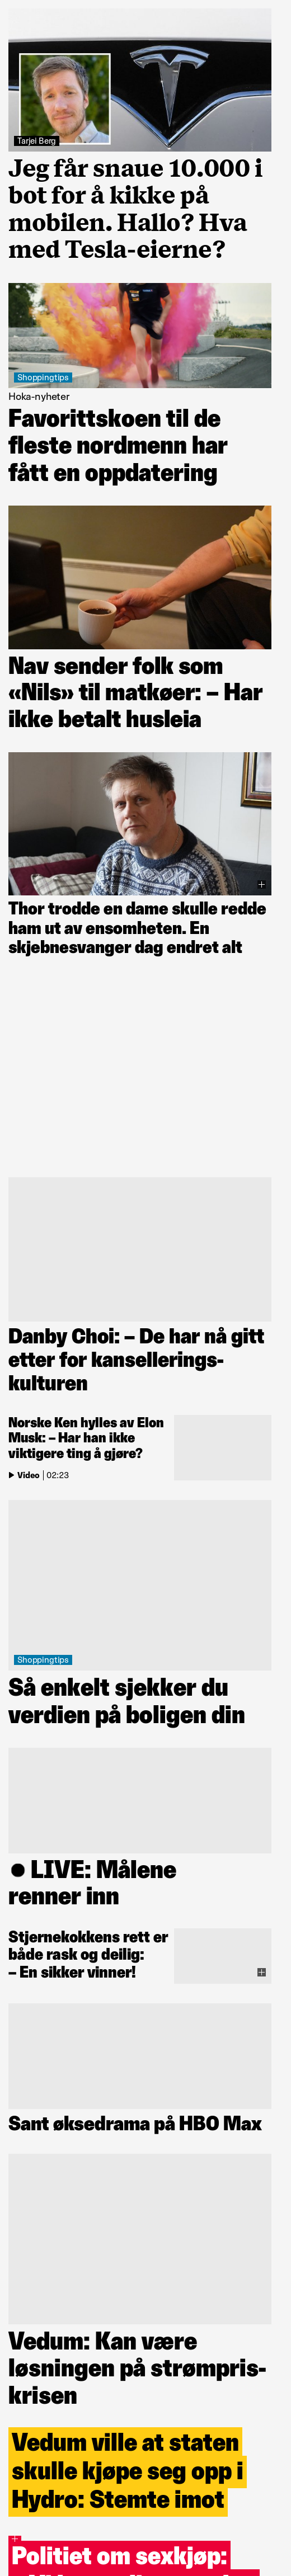 Tarjei Berg
Jeg får snaue 10.000 i
bot for å kikke på
mobilen. Hallo? Hva
med Tesla-eierne?
Shoppingtips
Hoka-nyheter
Favorittskoen til de
fleste nordmenn har
fått en oppdatering
Nav sender folk som
«Nils» til matkøer: – Har
ikke betalt husleia
Thor trodde en dame skulle redde
ham ut av ensomheten. En
skjebnesvanger dag endret alt
Danby Choi: – De har nå gitt
etter for kansellerings-
kulturen
Norske Ken hylles av Elon
Musk: – Har han ikke
viktigere ting å gjøre?
Video | 02:23
Shoppingtips
Så enkelt sjekker du
verdien på boligen din
LIVE: Målene
renner inn
Stjernekokkens rett er
både rask og deilig:
– En sikker vinner!
Sant øksedrama på HBO Max
Vedum: Kan være
løsningen på strømpris-
krisen
Vedum ville at staten
skulle kjøpe seg opp i
Hydro: Stemte imot
Politiet om sexkjøp: